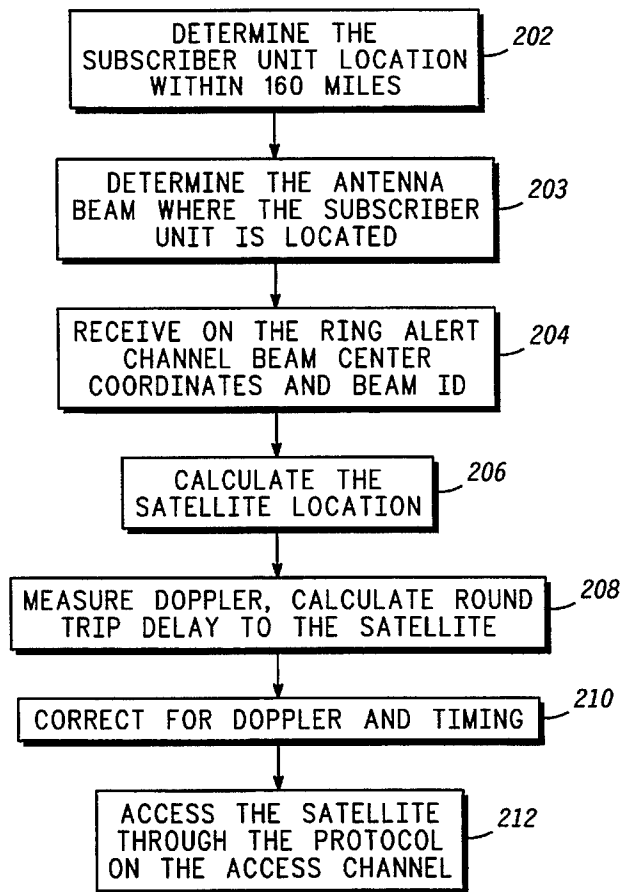 DETERMINE THE
SUBSCRIBER UNIT LOCATION
WITHIN 160 MILES
202
DETERMINE THE ANTENNA
BEAM WHERE THE SUBSCRIBER
UNIT IS LOCATED
203
RECEIVE ON THE RING ALERT
CHANNEL BEAM CENTER
COORDINATES AND BEAM ID
204
CALCULATE THE
SATELLITE LOCATION
206
MEASURE DOPPLER, CALCULATE ROUND
TRIP DELAY TO THE SATELLITE
208
CORRECT FOR DOPPLER AND TIMING
210
ACCESS THE SATELLITE
THROUGH THE PROTOCOL
ON THE ACCESS CHANNEL
212